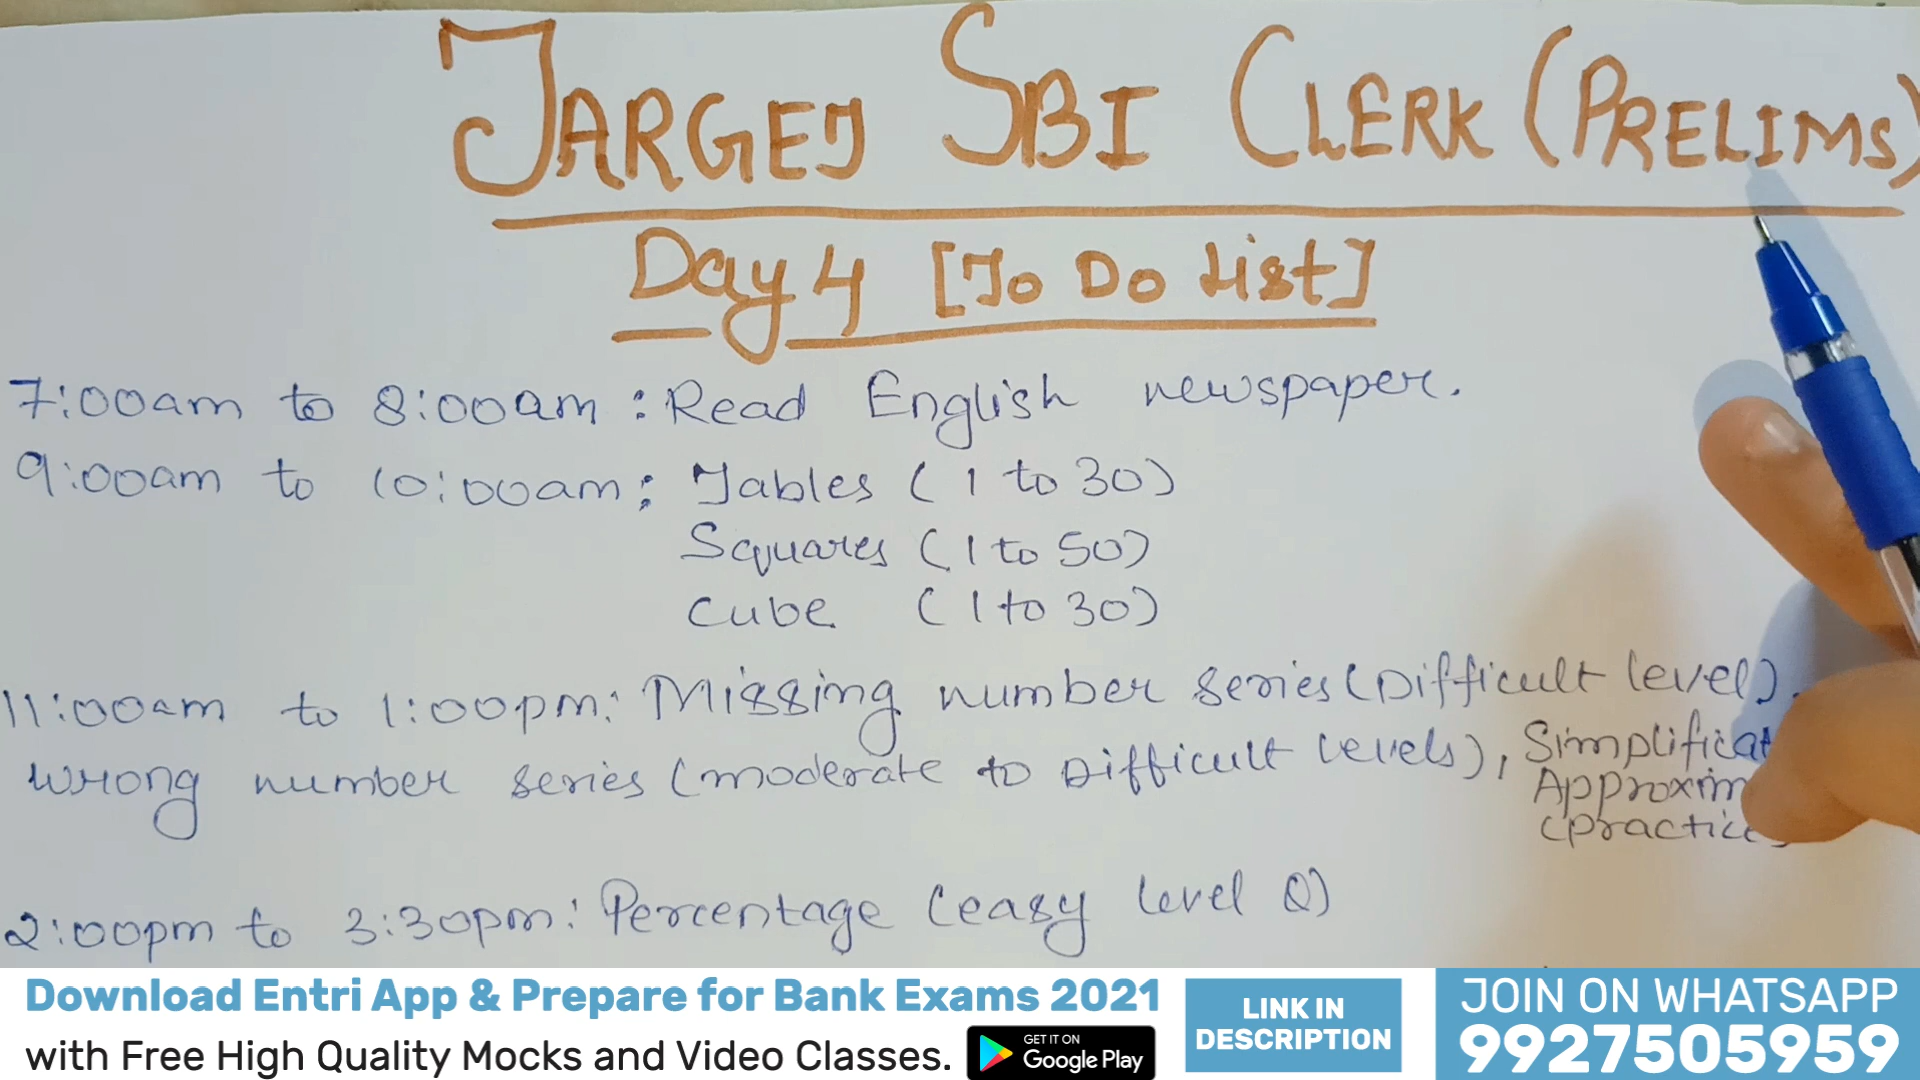 TARGET SBI CLERK (PRELIMS)
Day 4 [To Do List]
7:00am to 8:00am : Read English newspaper.
9:00am to 10:00am : Tables (1 to 30)
Squares (1 to 50)
Cube (1 to 30)
11:00am to 1:00pm : Missing number series (Difficult level),
wrong number series (moderate to Difficult levels), Simplificat
Approxim
(practice
2:00pm to 3:30pm : Percentage (easy level Q)
Download Entri App & Prepare for Bank Exams 2021
with Free High Quality Mocks and Video Classes.
GET IT ON
Google Play
LINK IN
DESCRIPTION
JOIN ON WHATSAPP
9927505959